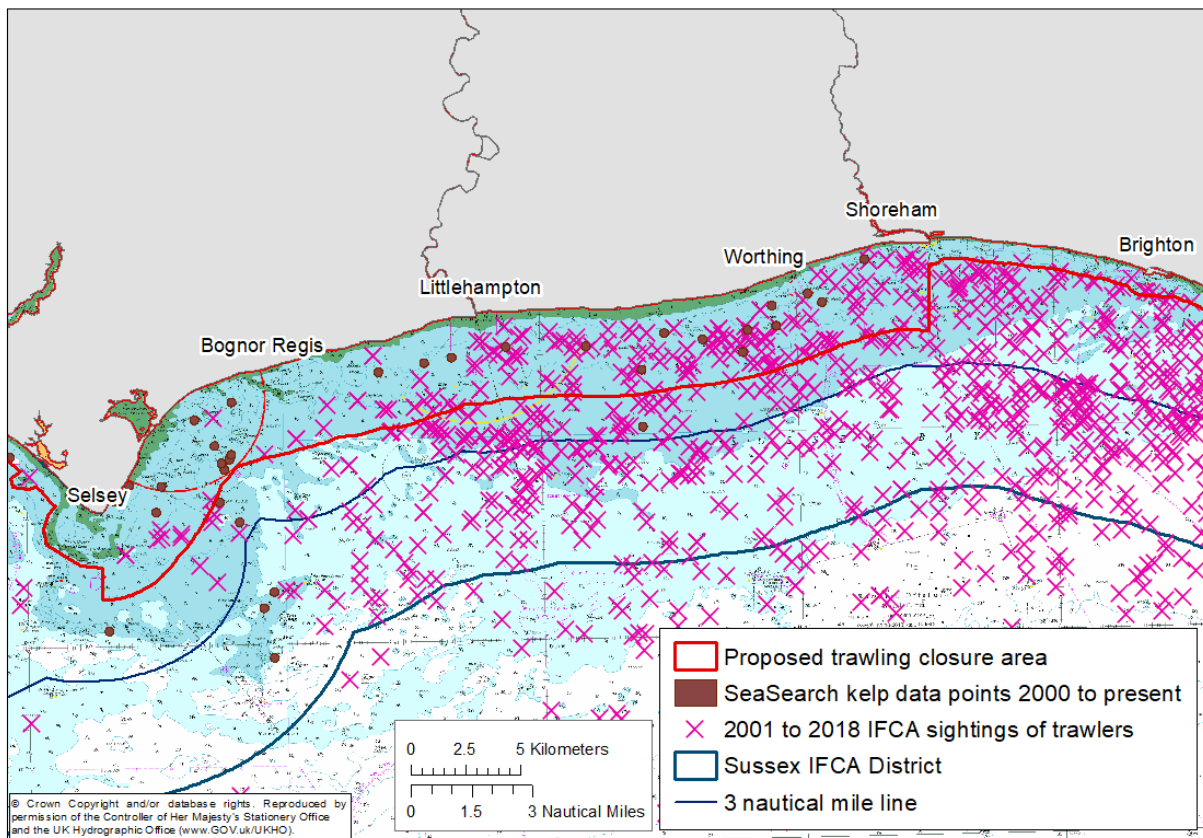 Shoreham
Worthing
Brighton
Littlehampton
Bognor Regis
Selsey
Proposed trawling closure area
SeaSearch kelp data points 2000 to present
2001 to 2018 IFCA sightings of trawlers
Sussex IFCA District
3 nautical mile line
0 2.5 5 Kilometers
0 1.5 3 Nautical Miles
© Crown Copyright and/or database rights. Reproduced by
permission of the Controller of Her Majesty's Stationery Office
and the UK Hydrographic Office (www.GOV.uk/UKHO).